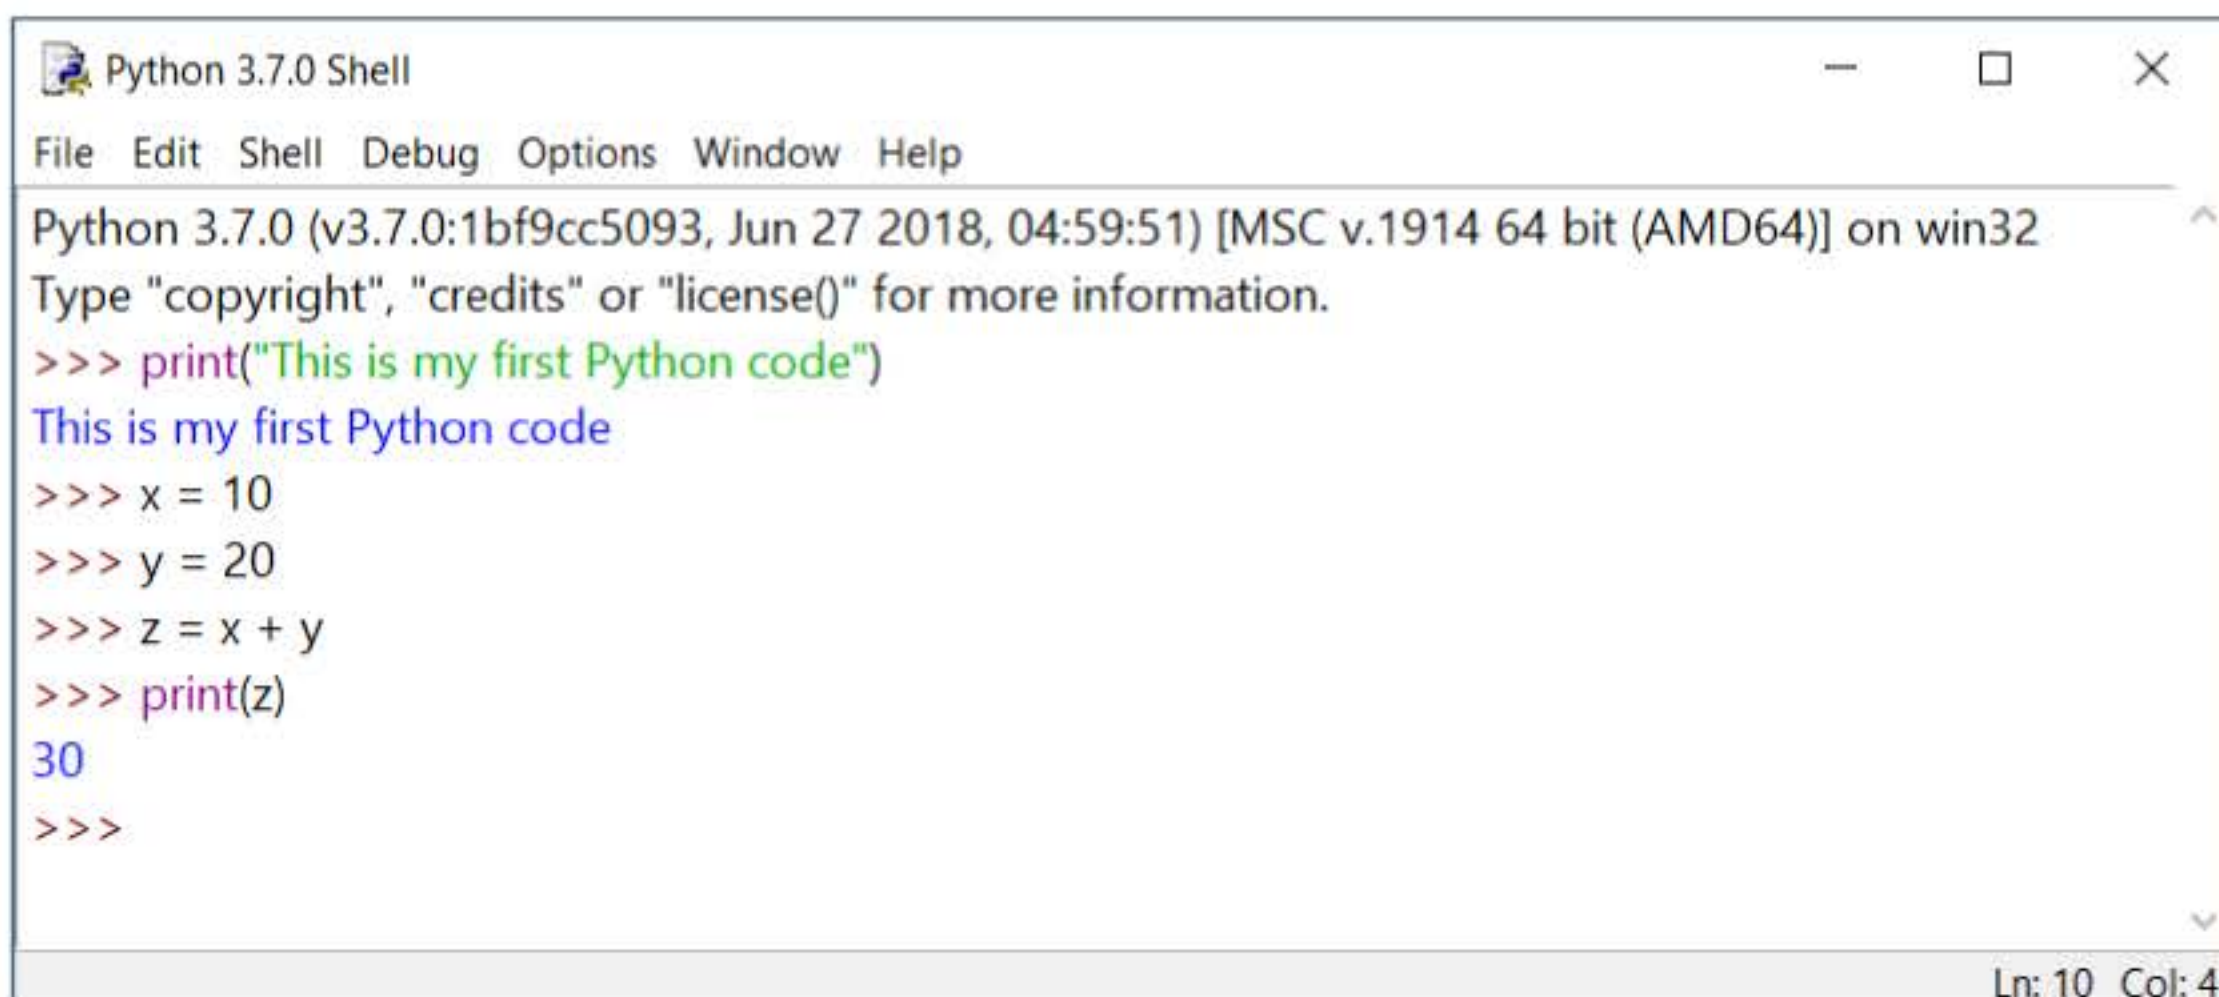 Python 3.7.0 Shell
File Edit Shell Debug Options Window Help
Python 3.7.0 (v3.7.0:1bf9cc5093, Jun 27 2018, 04:59:51) [MSC v.1914 64 bit (AMD64)] on win32
Type "copyright", "credits" or "license()" for more information.
>>> print("This is my first Python code")
This is my first Python code
>>> x = 10
>>> y = 20
>>> z = x + y
>>> print(z)
30
>>>
Ln: 10 Col: 4